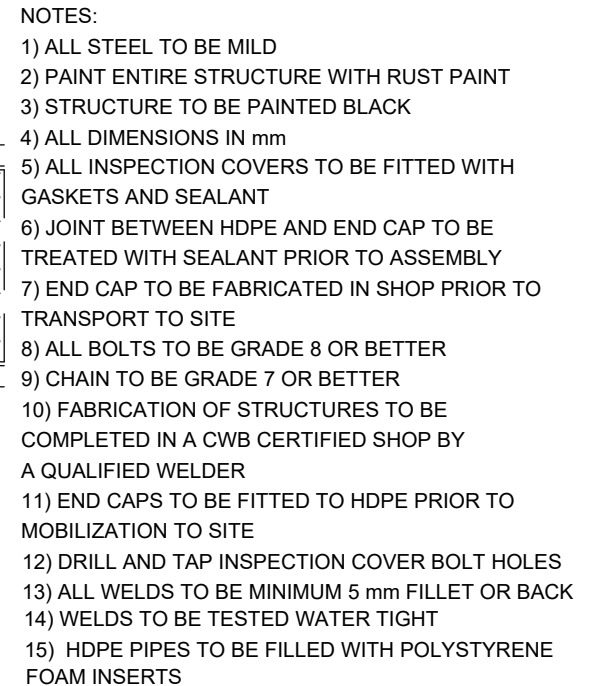 NOTES:
1) ALL STEEL TO BE MILD
2) PAINT ENTIRE STRUCTURE WITH RUST PAINT
3) STRUCTURE TO BE PAINTED BLACK
4) ALL DIMENSIONS IN mm
5) ALL INSPECTION COVERS TO BE FITTED WITH
GASKETS AND SEALANT
6) JOINT BETWEEN HDPE AND END CAP TO BE
TREATED WITH SEALANT PRIOR TO ASSEMBLY
7) END CAP TO BE FABRICATED IN SHOP PRIOR TO
TRANSPORT TO SITE
8) ALL BOLTS TO BE GRADE 8 OR BETTER
9) CHAIN TO BE GRADE 7 OR BETTER
10) FABRICATION OF STRUCTURES TO BE
COMPLETED IN A CWB CERTIFIED SHOP BY
A QUALIFIED WELDER
11) END CAPS TO BE FITTED TO HDPE PRIOR TO
MOBILIZATION TO SITE
12) DRILL AND TAP INSPECTION COVER BOLT HOLES
13) ALL WELDS TO BE MINIMUM 5 mm FILLET OR BACK
14) WELDS TO BE TESTED WATER TIGHT
15) HDPE PIPES TO BE FILLED WITH POLYSTYRENE
FOAM INSERTS